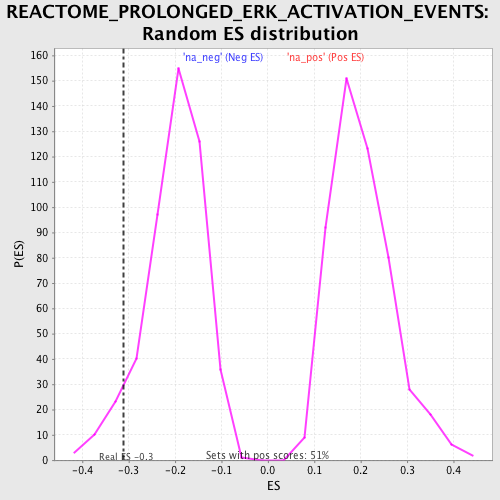 REACTOME_PROLONGED_ERK_ACTIVATION_EVENTS:
Random ES distribution
'na_neg' (Neg ES) 'na_pos' (Pos ES)
160
150
140
130
120
110
100
90
80
70
60
50
40
30
20
10
0
P(ES)
Real ES -0.3 Sets with pos scores: 51%
-0.4 -0.3 -0.2 -0.1 0.0 0.1 0.2 0.3 0.4
ES